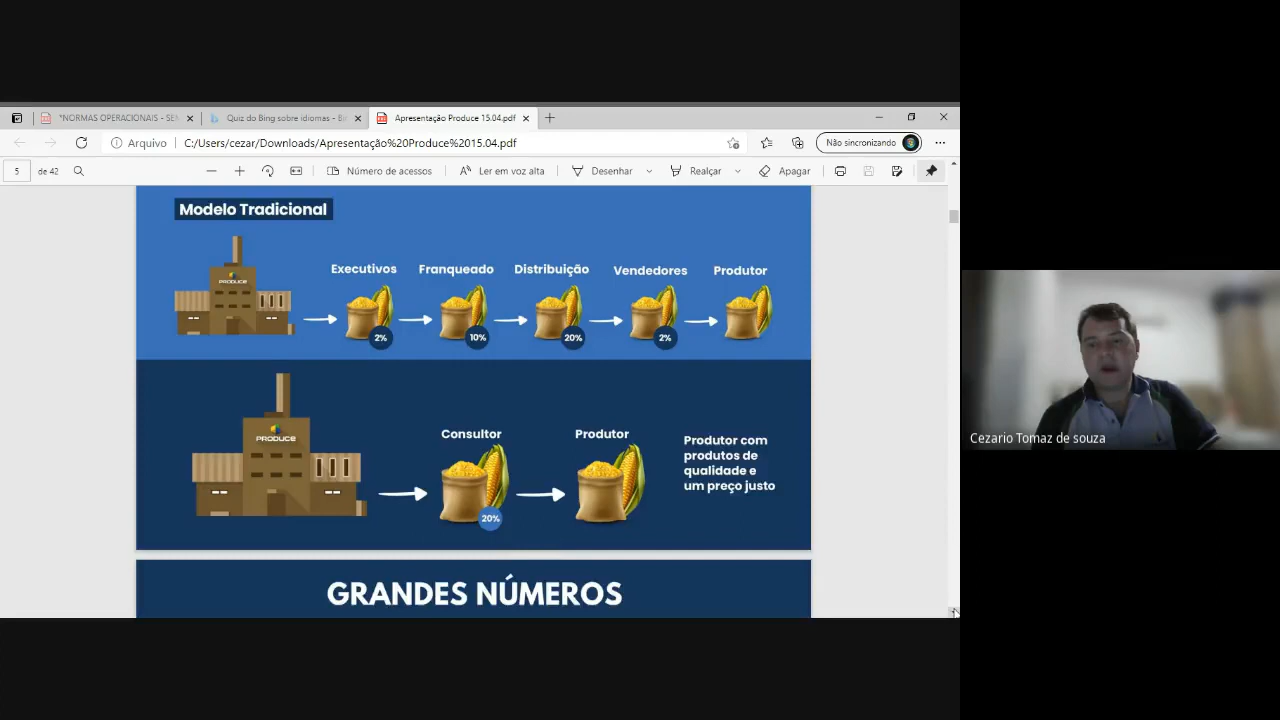 *NORMAS OPERACIONAIS - SEM
Quiz do Bing sobre idiomas - Bi
Apresentação Produce 15.04.pdf
Arquivo
C:/Users/cezar/Downloads/Apresentação%20Produce%2015.04.pdf
Não sincronizando
5
de 42
Número de acessos
Ler em voz alta
Desenhar
Realçar
Apagar
Modelo Tradicional
Executivos
Franqueado
Distribuição
Vendedores
Produtor
PRODUCE
2%
10%
20%
2%
Consultor
Produtor
PRODUCE
20%
Produtor com
produtos de
qualidade e
um preço justo
GRANDES NÚMEROS
Cezario Tomaz de souza